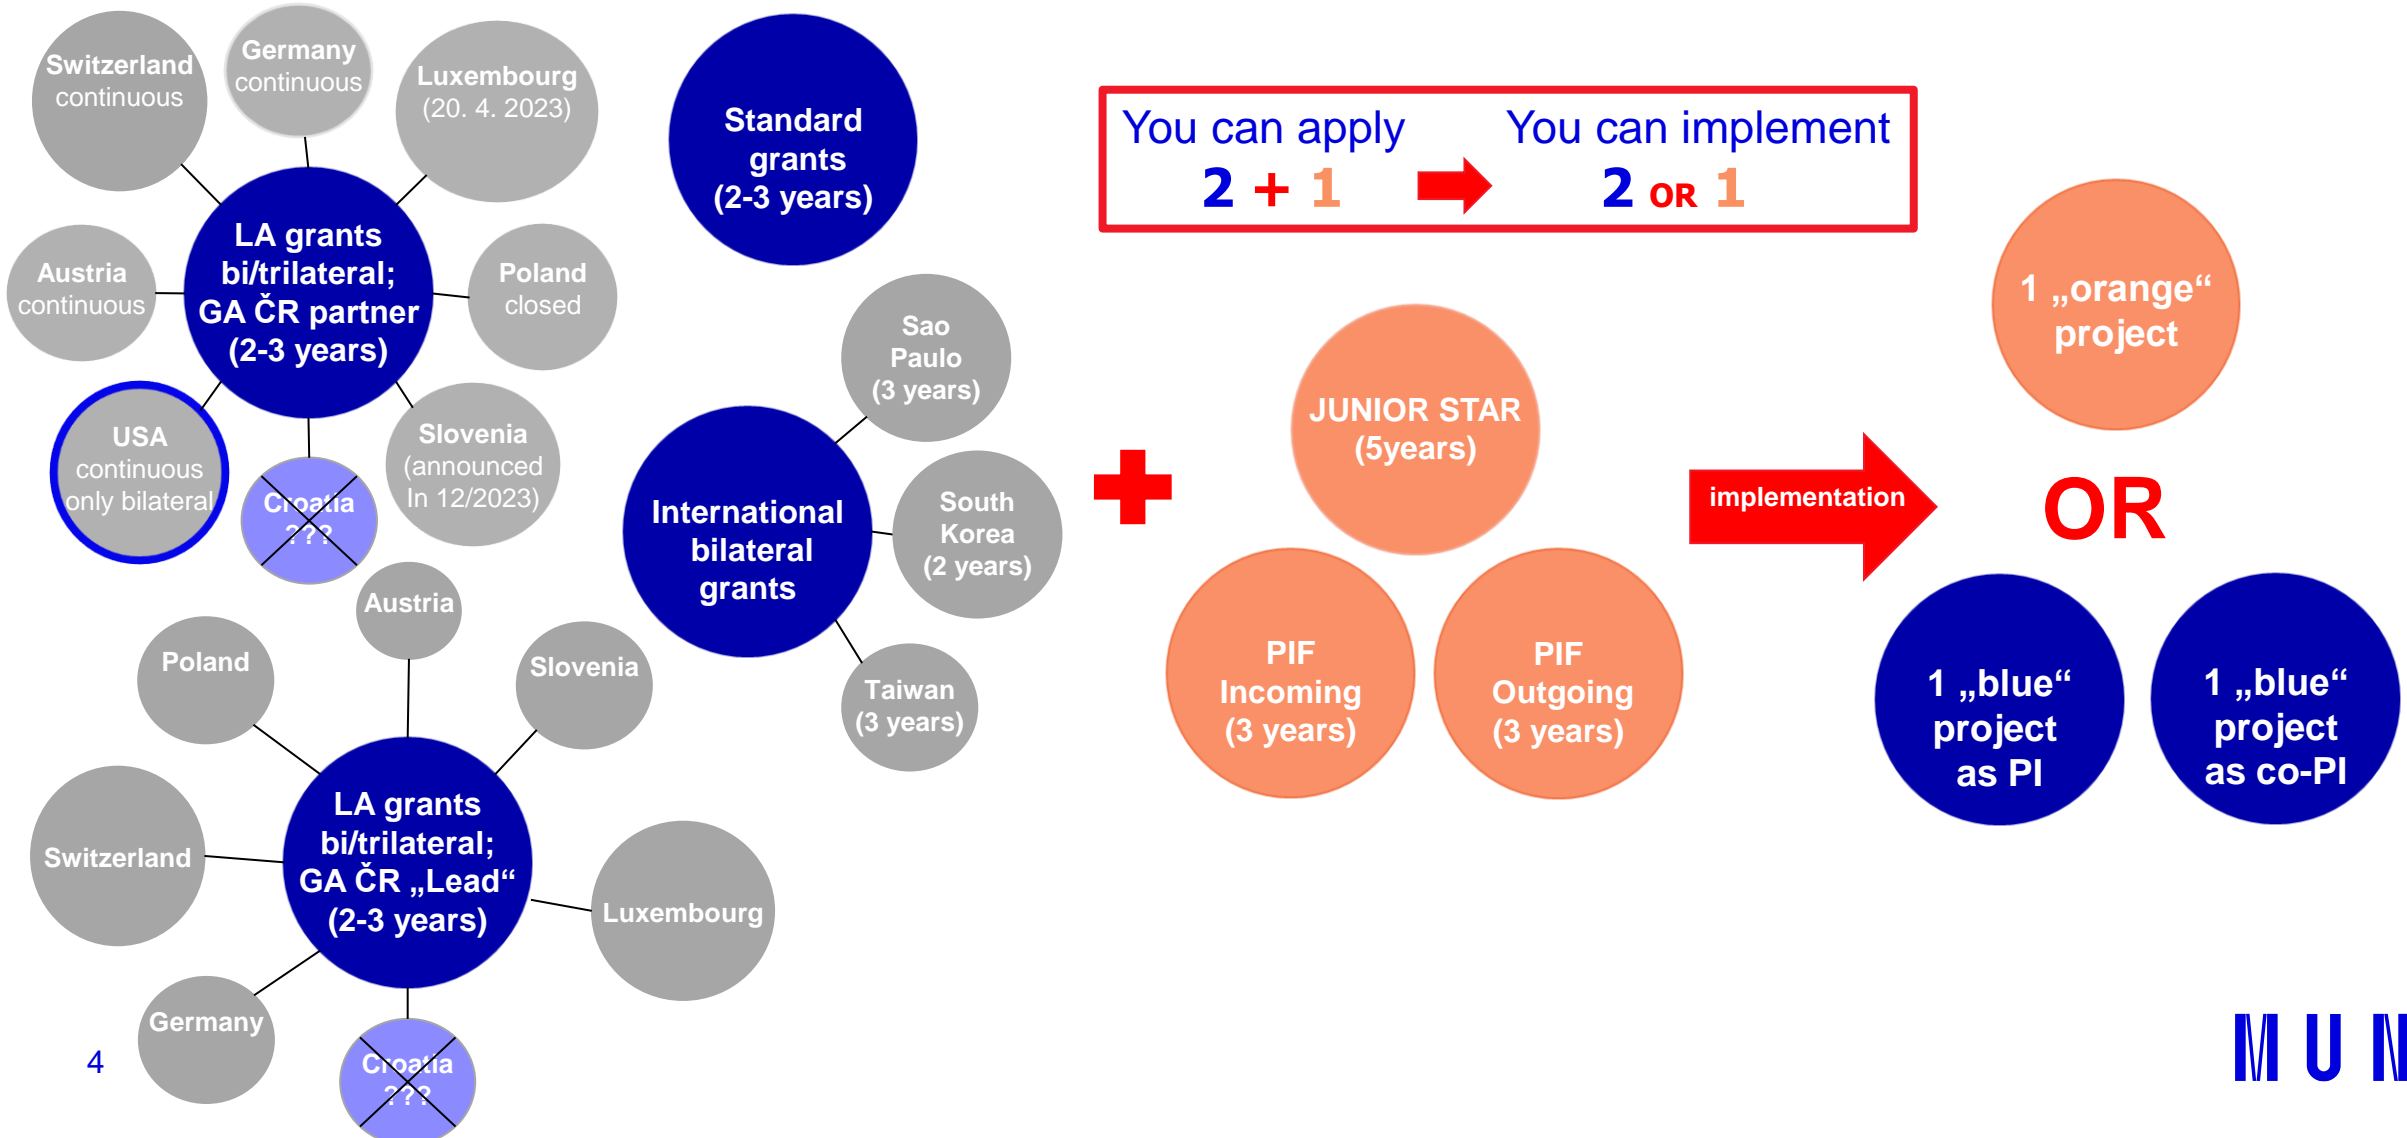 Switzerland
continuous
Germany
continuous
Luxembourg
(20. 4. 2023)
LA grants
bi/trilateral;
GA ČR partner
(2-3 years)
Austria
continuous
Poland
closed
USA
continuous
only bilateral
Croatia
???
Slovenia
(announced
In 12/2023)
Standard
grants
(2-3 years)
International
bilateral
grants
Sao
Paulo
(3 years)
South
Korea
(2 years)
Taiwan
(3 years)
Austria
Poland
Slovenia
Switzerland
LA grants
bi/trilateral;
GA ČR „Lead“
(2-3 years)
Luxembourg
Germany
Croatia
???
You can apply
2 + 1
You can implement
2 OR 1
JUNIOR STAR
(5years)
PIF
Incoming
(3 years)
PIF
Outgoing
(3 years)
implementation
1 „orange“
project
OR
1 „blue“
project
as PI
1 „blue“
project
as co-PI
4
MUN